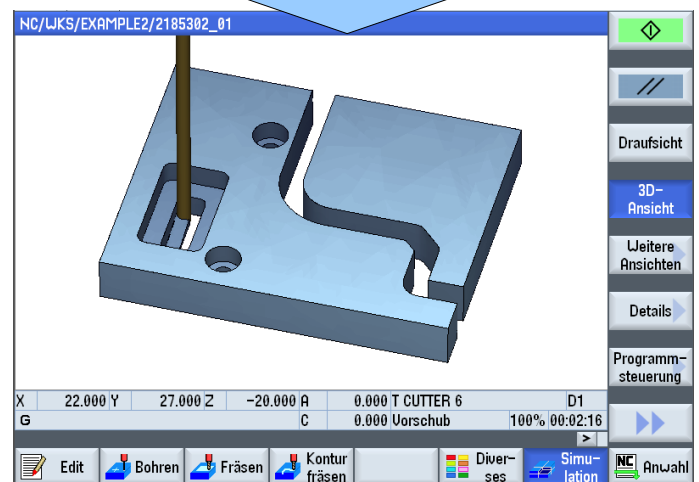 NC/WKS/EXAMPLE2/2185302_01
Draufsicht
3D-
Ansicht
Weitere
Ansichten
Details
Programm-
steuerung
X 22.000 Y 27.000 Z -20.000 A 0.000 T CUTTER 6 D1
G C 0.000 Vorschub 100% 00:02:16
>
Edit
Bohren
Fräsen
Kontur
fräsen
Diver-
ses
Simu-
lation
NC Anwahl